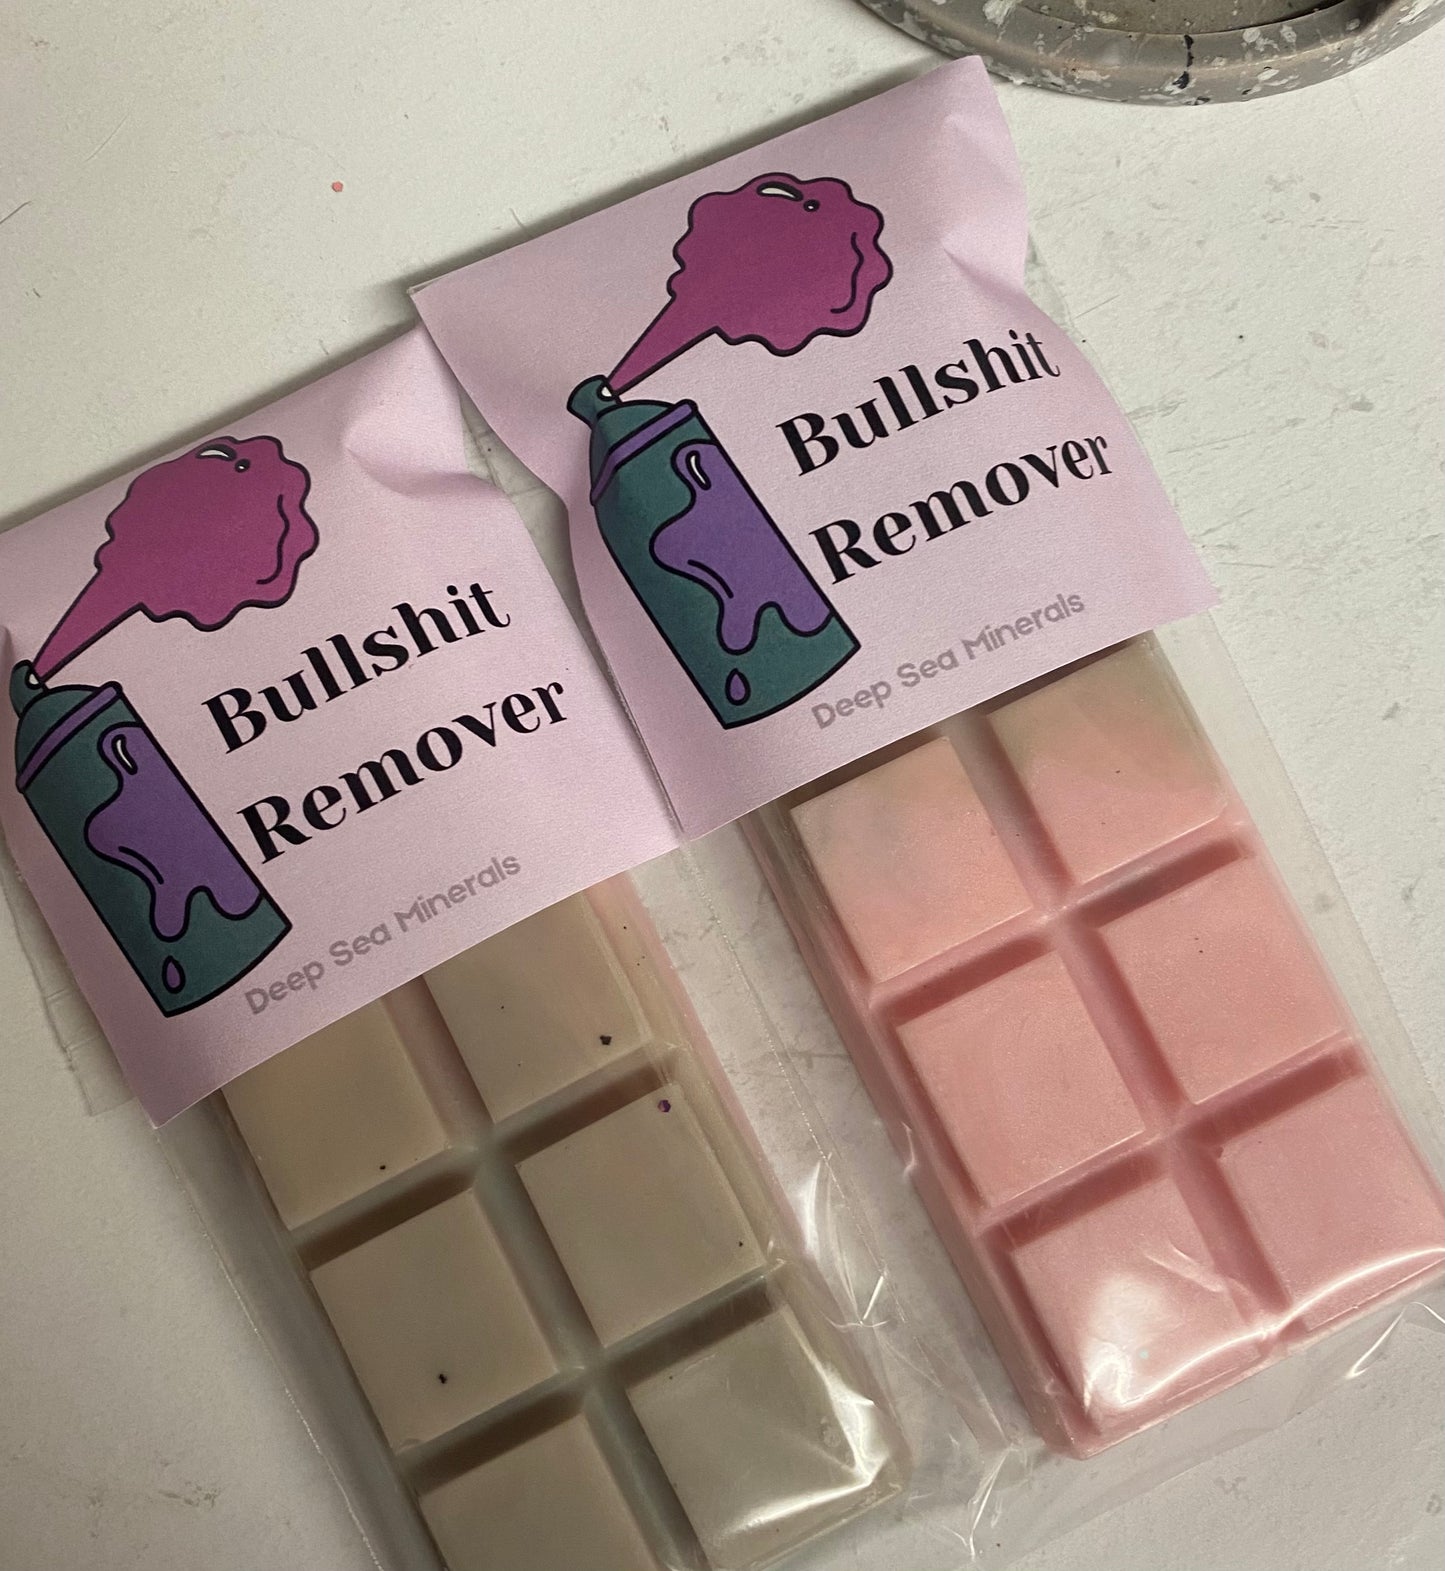 Bullshit
Remover
Deep Sea Minerals
Bullshit
Remover
Deep Sea Minerals